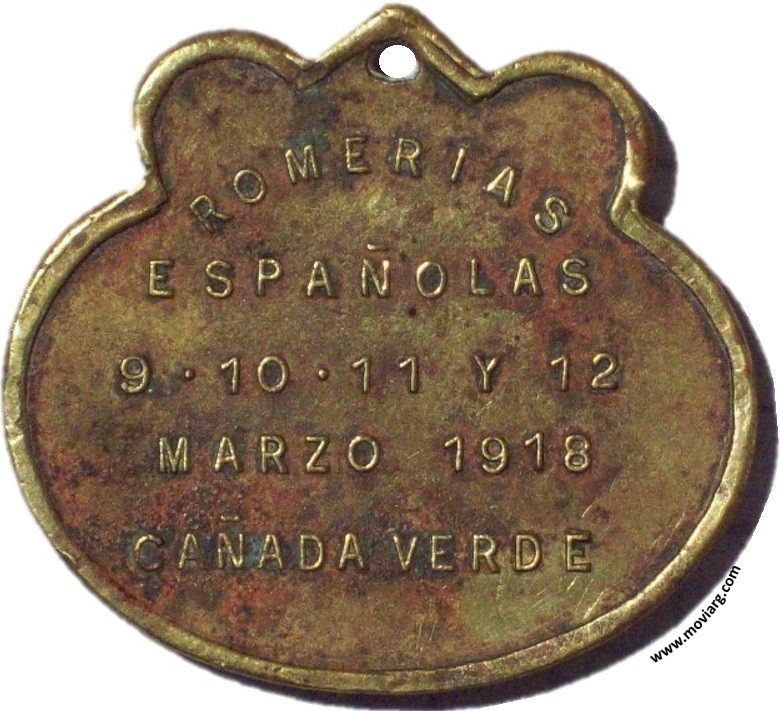 ROMERIAS
ESPAÑOLAS
9·10·11 Y 12
MARZO 1918
CAÑADA VERDE
www.moviarg.com